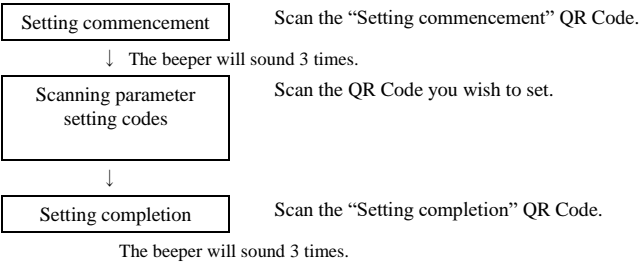 Setting commencement
Scan the “Setting commencement” QR Code.
↓ The beeper will sound 3 times.
Scanning parameter
setting codes
Scan the QR Code you wish to set.
↓
Setting completion
Scan the “Setting completion” QR Code.
The beeper will sound 3 times.